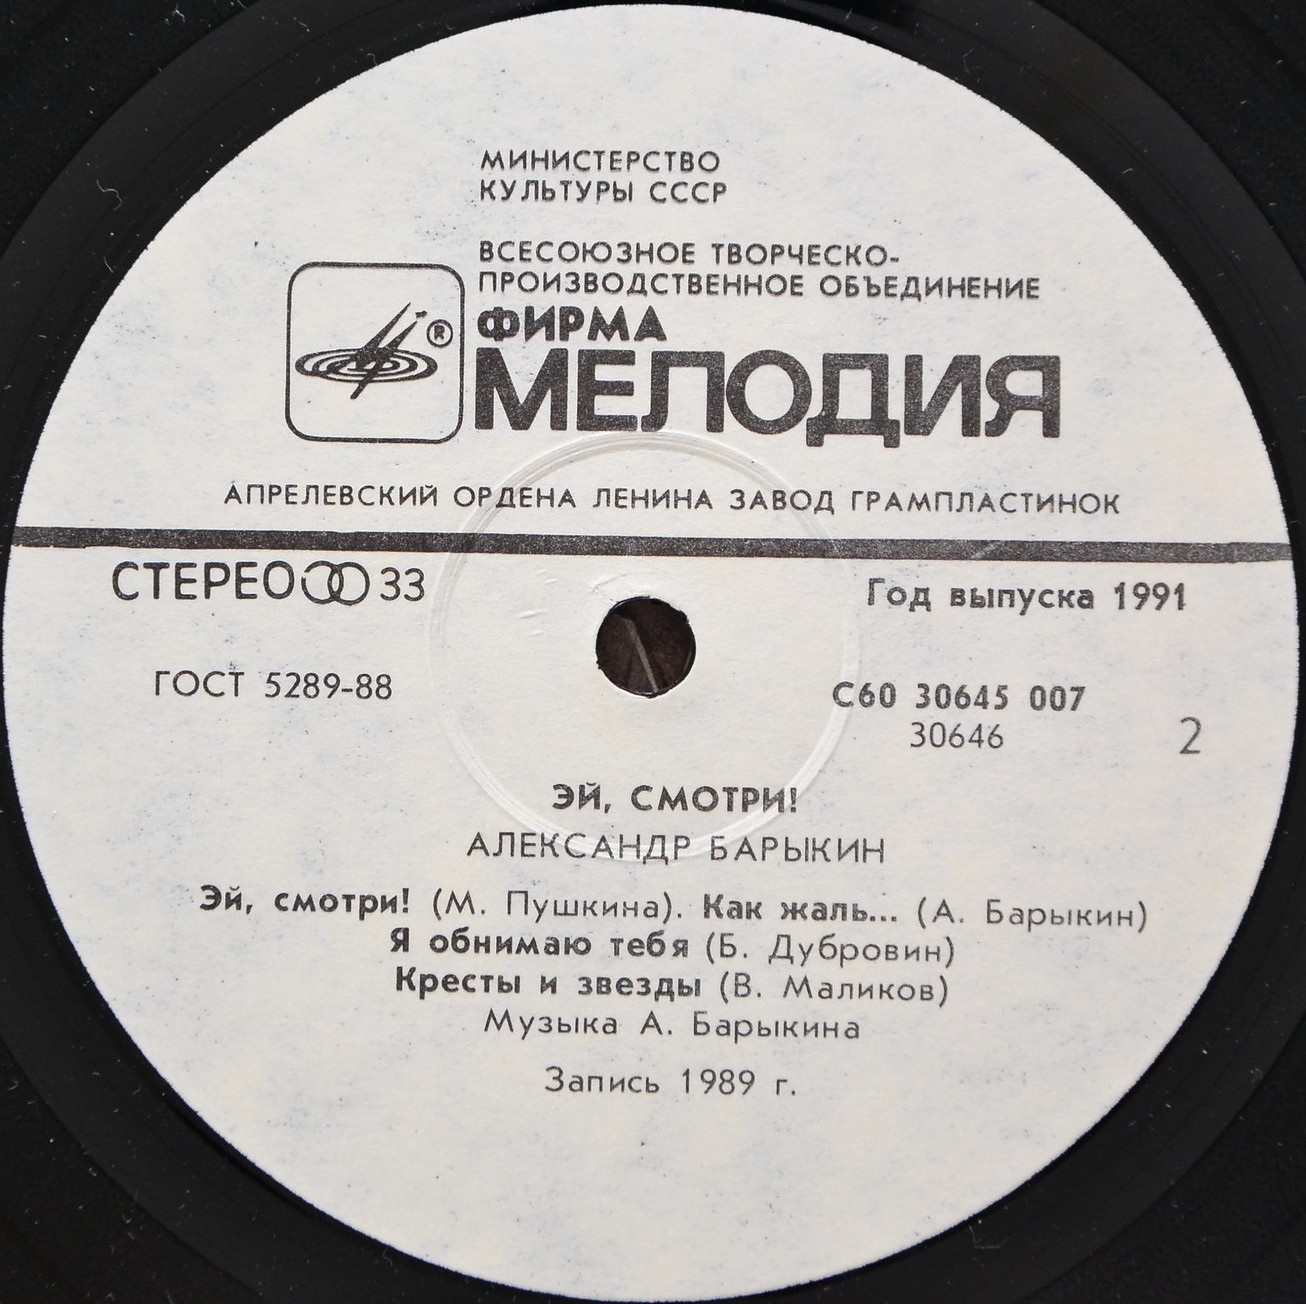 МИНИСТЕРСТВО
КУЛЬТУРЫ СССР
ВСЕСОЮЗНОЕ ТВОРЧЕСКО-
ПРОИЗВОДСТВЕННОЕ ОБЪЕДИНЕНИЕ
ФИРМА
®
МЕЛОДИЯ
АПРЕЛЕВСКИЙ ОРДЕНА ЛЕНИНА ЗАВОД ГРАМПЛАСТИНОК
СТЕРЕО 33
Год выпуска 1991
ГОСТ 5289-88
С60 30645 007
30646
2
ЭЙ, СМОТРИ!
АЛЕКСАНДР БАРЫКИН
Эй, смотри! (М. Пушкина). Как жаль... (А. Барыкин)
Я обнимаю тебя (Б. Дубровин)
Кресты и звезды (В. Маликов)
Музыка А. Барыкина
Запись 1989 г.